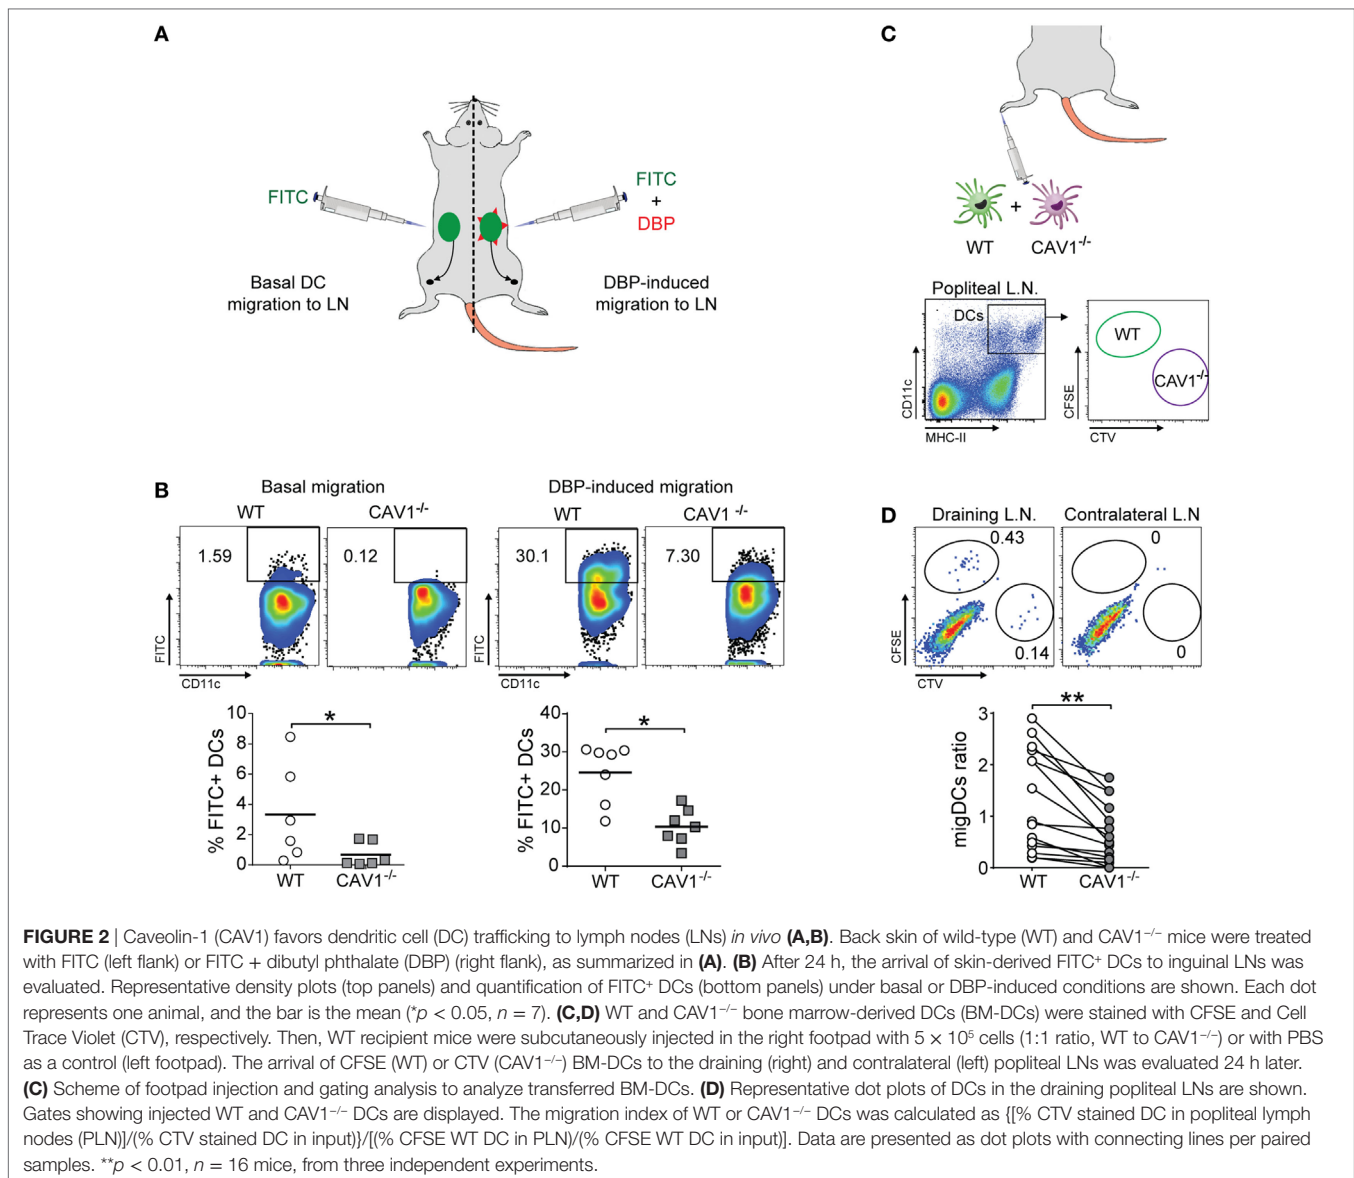 A
FITC
FITC
+
DBP
Basal DC
migration to LN
DBP-induced
migration to LN
C
WT
+
CAV1⁻/⁻
Popliteal L.N.
DCs
CD11c
MHC-II
WT
CAV1⁻/⁻
CFSE
CTV
B
Basal migration
DBP-induced migration
WT
CAV1⁻/⁻
WT
CAV1 ⁻/⁻
1.59
0.12
30.1
7.30
FITC
CD11c
FITC
CD11c
10
8
6
4
2
0
% FITC+ DCs
*
WT
CAV1⁻/⁻
40
30
20
10
0
% FITC+ DCs
*
WT
CAV1⁻/⁻
D
Draining L.N.
Contralateral L.N
0.43
0
0.14
0
CFSE
CTV
**
3
2
1
0
migDCs ratio
WT
CAV1⁻/⁻
FIGURE 2 | Caveolin-1 (CAV1) favors dendritic cell (DC) trafficking to lymph nodes (LNs) in vivo (A,B). Back skin of wild-type (WT) and CAV1⁻/⁻ mice were treated
with FITC (left flank) or FITC + dibutyl phthalate (DBP) (right flank), as summarized in (A). (B) After 24 h, the arrival of skin-derived FITC⁺ DCs to inguinal LNs was
evaluated. Representative density plots (top panels) and quantification of FITC⁺ DCs (bottom panels) under basal or DBP-induced conditions are shown. Each dot
represents one animal, and the bar is the mean (*p < 0.05, n = 7). (C,D) WT and CAV1⁻/⁻ bone marrow-derived DCs (BM-DCs) were stained with CFSE and Cell
Trace Violet (CTV), respectively. Then, WT recipient mice were subcutaneously injected in the right footpad with 5 × 10⁵ cells (1:1 ratio, WT to CAV1⁻/⁻) or with PBS
as a control (left footpad). The arrival of CFSE (WT) or CTV (CAV1⁻/⁻) BM-DCs to the draining (right) and contralateral (left) popliteal LNs was evaluated 24 h later.
(C) Scheme of footpad injection and gating analysis to analyze transferred BM-DCs. (D) Representative dot plots of DCs in the draining popliteal LNs are shown.
Gates showing injected WT and CAV1⁻/⁻ DCs are displayed. The migration index of WT or CAV1⁻/⁻ DCs was calculated as {[% CTV stained DC in popliteal lymph
nodes (PLN)]/(% CTV stained DC in input)}/[(% CFSE WT DC in PLN)/(% CFSE WT DC in input)]. Data are presented as dot plots with connecting lines per paired
samples. **p < 0.01, n = 16 mice, from three independent experiments.